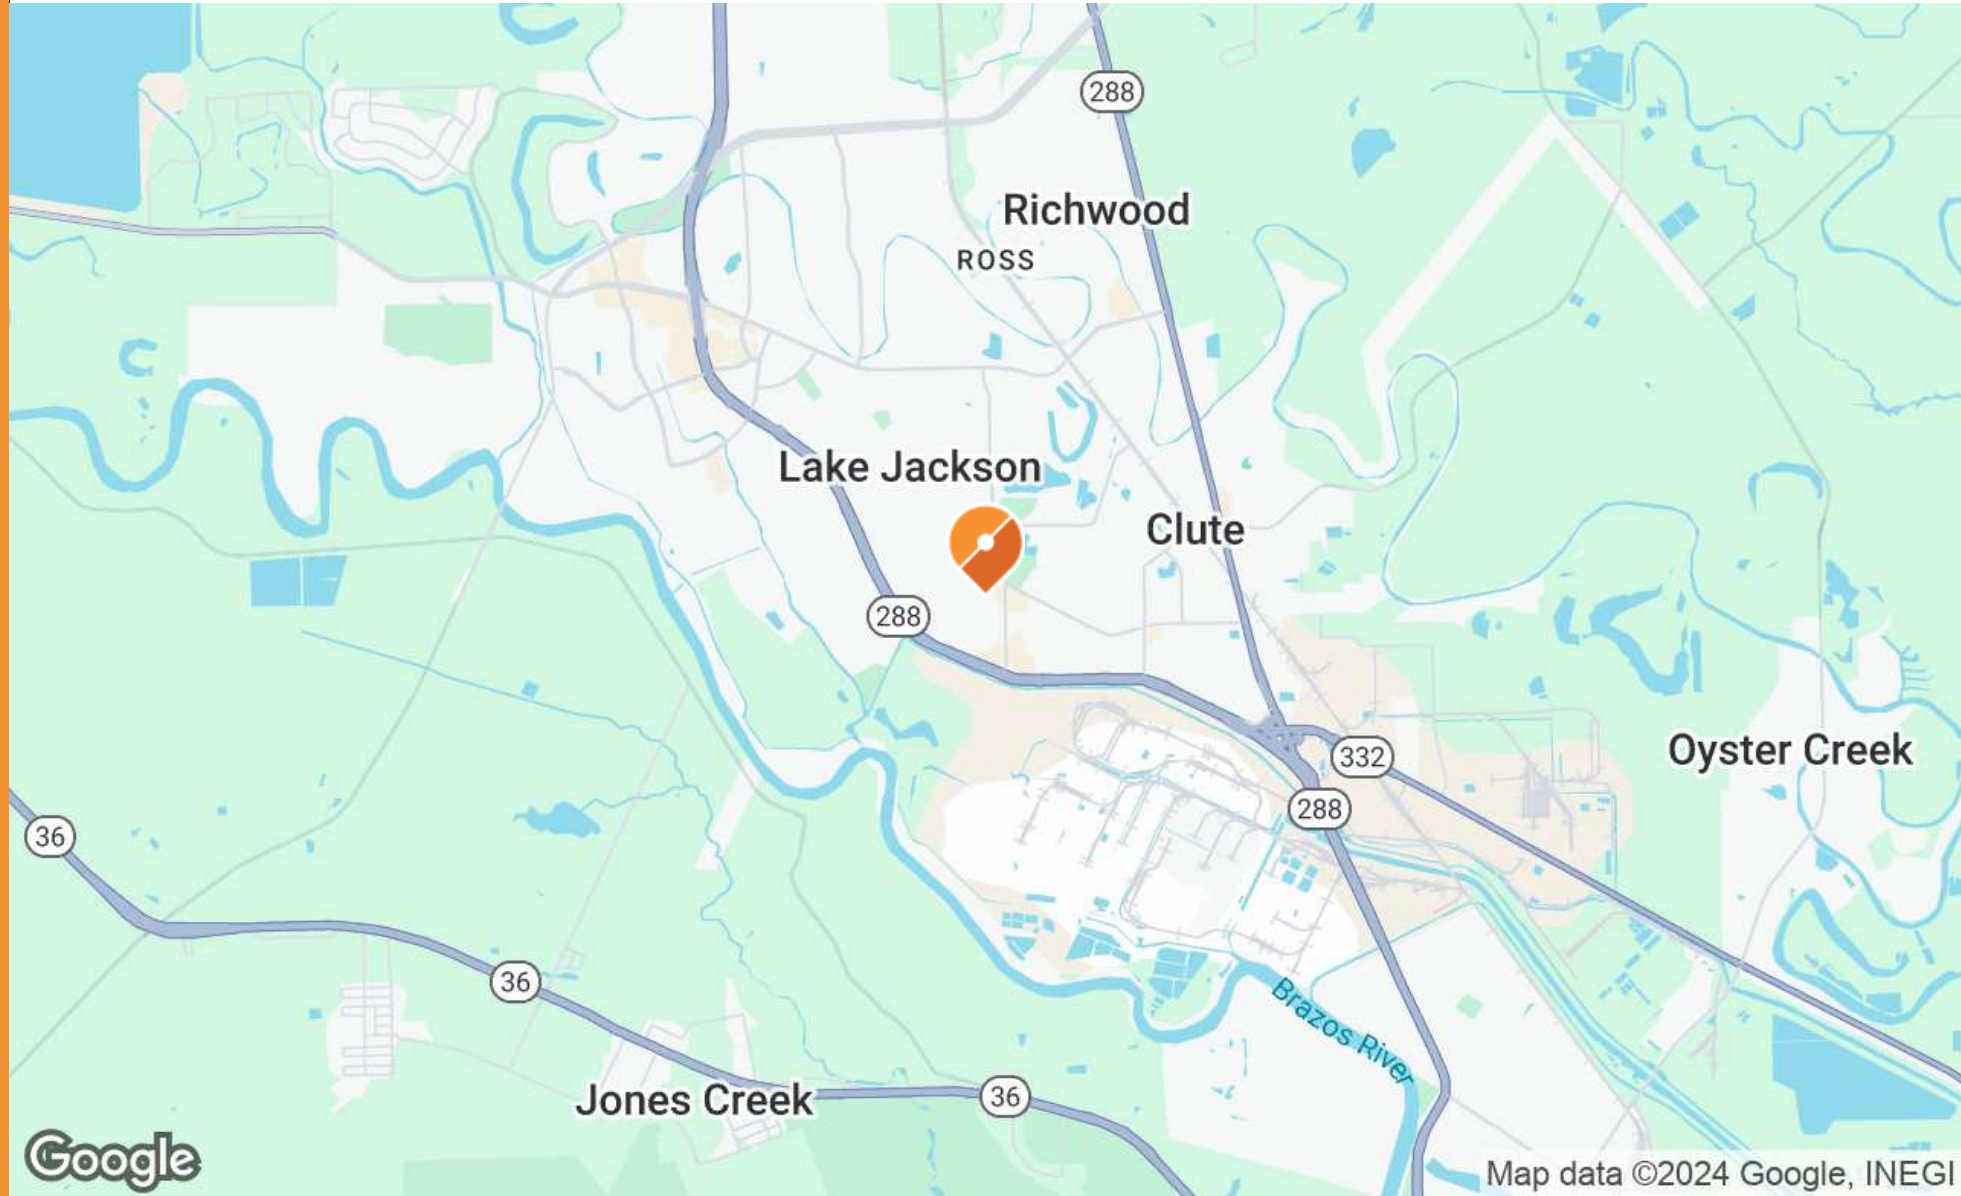 288
Richwood
ROSS
Lake Jackson
Clute
288
Oyster Creek
332
288
36
36
Brazos River
36
Jones Creek
Google
Map data ©2024 Google, INEGI